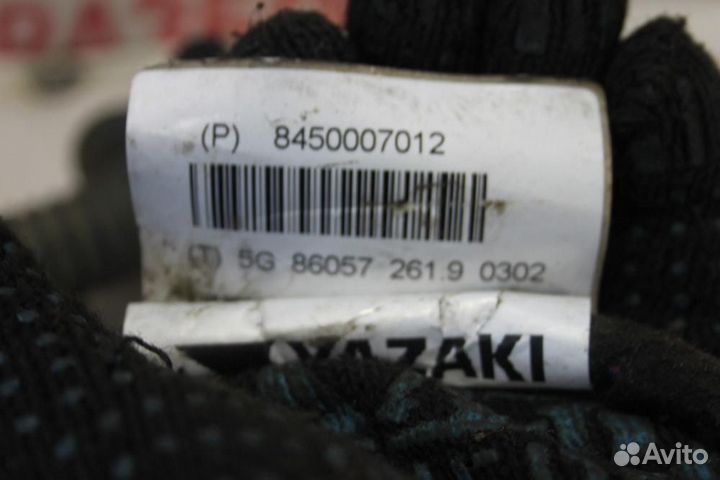 (P) 8450007012
(T) 5G 86057 261.9 0302
YAZAKI
Avito